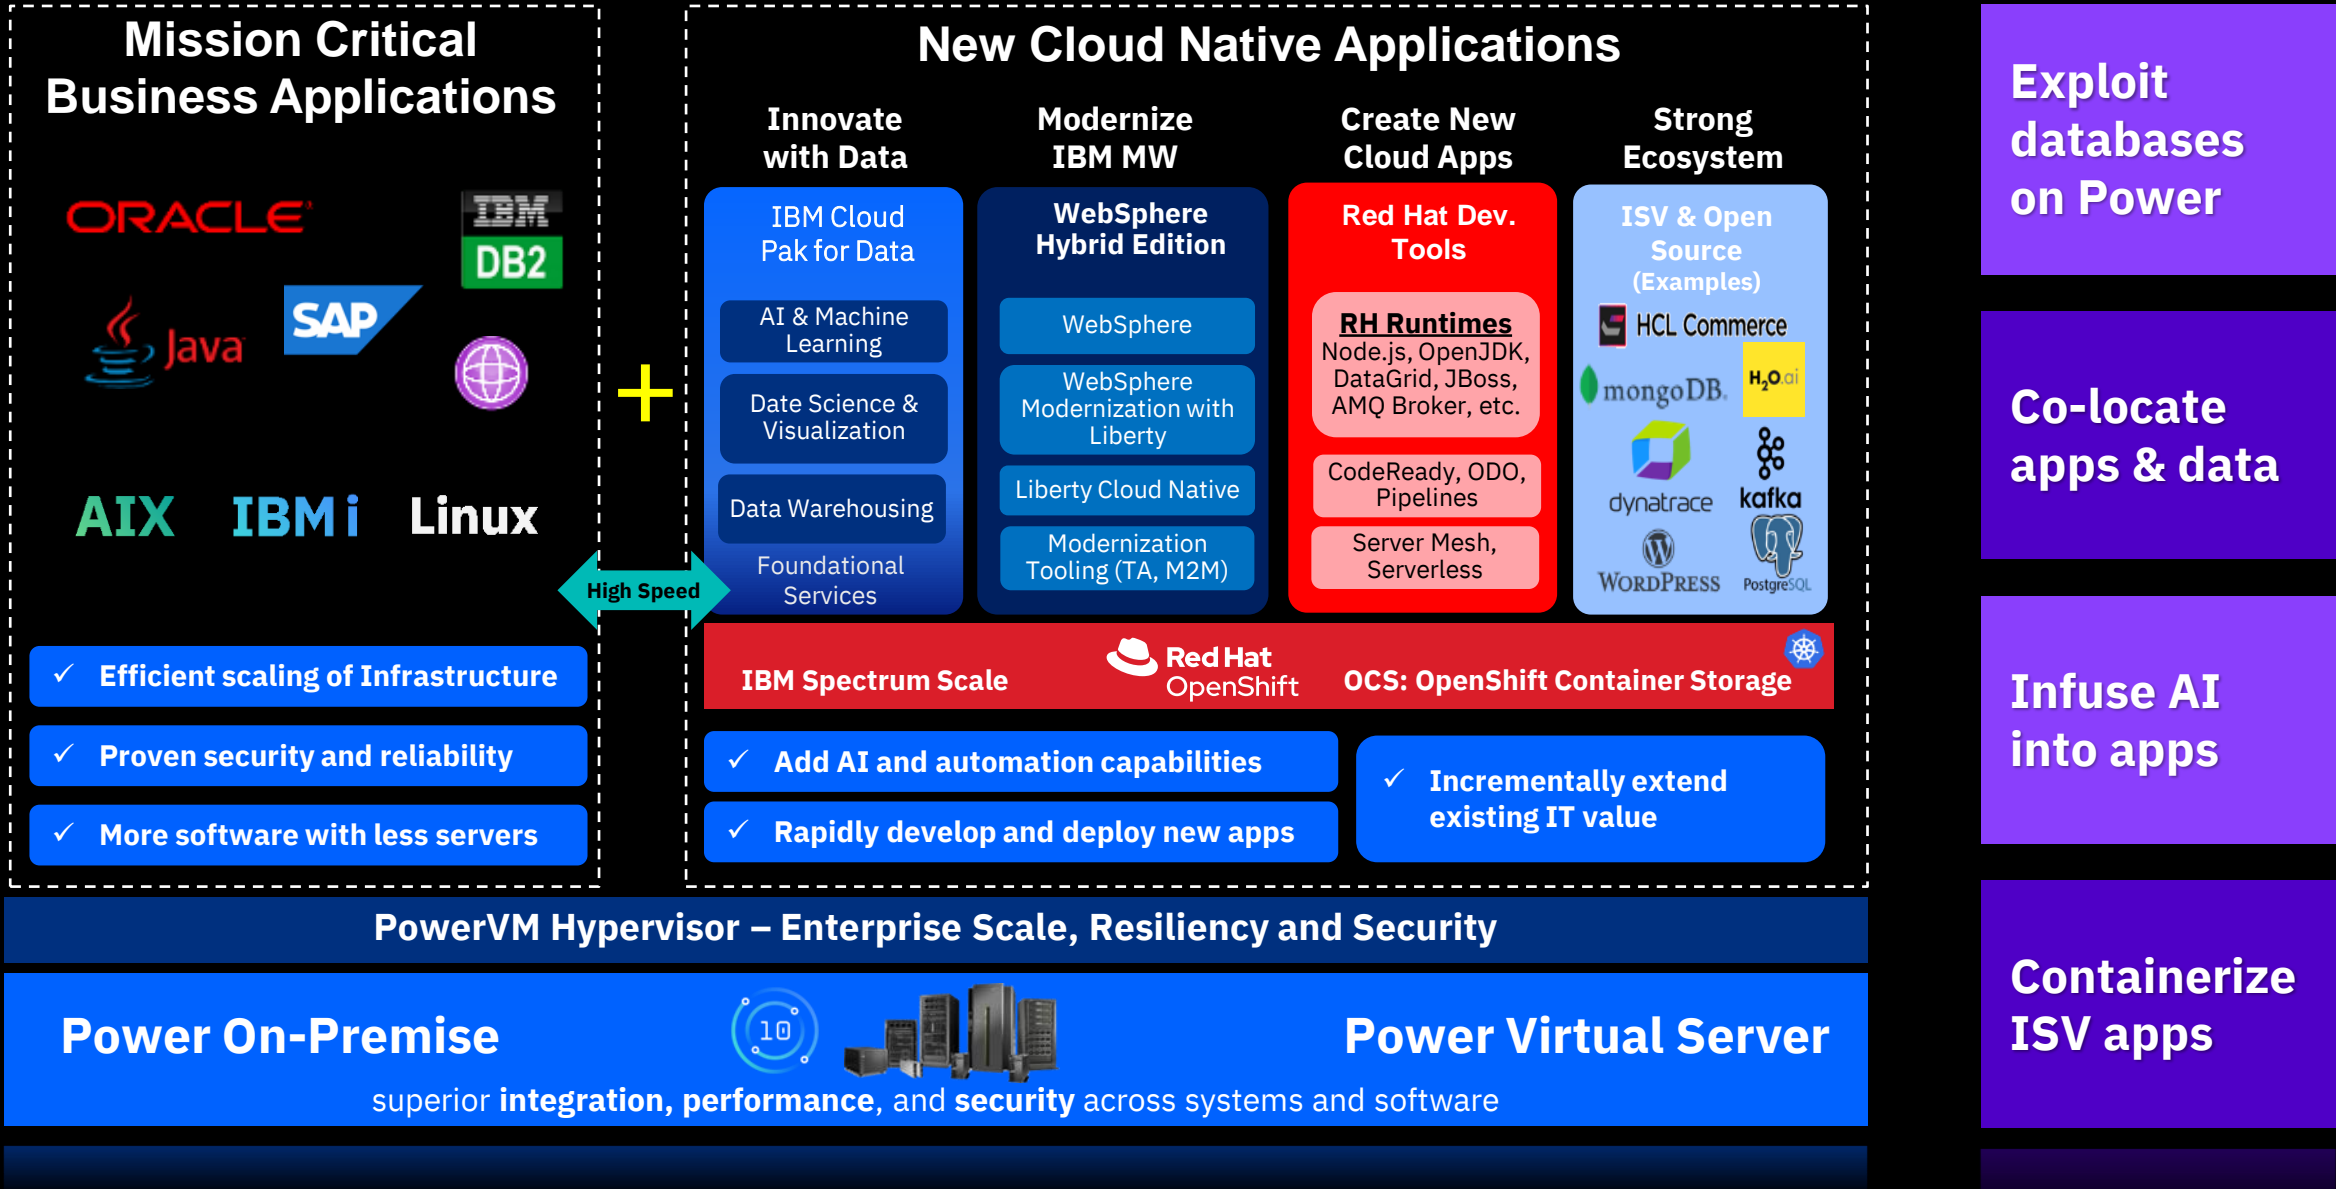 Mission Critical
Business Applications
ORACLE
IBM
DB2
Java
SAP
AIX
IBM i
Linux
✓ Efficient scaling of Infrastructure
✓ Proven security and reliability
✓ More software with less servers
+
High Speed
New Cloud Native Applications
Innovate
with Data
IBM Cloud
Pak for Data
AI & Machine
Learning
Date Science &
Visualization
Data Warehousing
Foundational
Services
Modernize
IBM MW
WebSphere
Hybrid Edition
WebSphere
WebSphere
Modernization with
Liberty
Liberty Cloud Native
Modernization
Tooling (TA, M2M)
Create New
Cloud Apps
Red Hat Dev.
Tools
RH Runtimes
Node.js, OpenJDK,
DataGrid, JBoss,
AMQ Broker, etc.
CodeReady, ODO,
Pipelines
Server Mesh,
Serverless
Strong
Ecosystem
ISV & Open
Source
(Examples)
HCL Commerce
mongoDB.
H2O.ai
dynatrace
kafka
WORDPRESS
PostgreSQL
IBM Spectrum Scale
Red Hat
OpenShift
OCS: OpenShift Container Storage
✓ Add AI and automation capabilities
✓ Rapidly develop and deploy new apps
✓ Incrementally extend
existing IT value
PowerVM Hypervisor – Enterprise Scale, Resiliency and Security
Power On-Premise
10
Power Virtual Server
superior integration, performance, and security across systems and software
Exploit
databases
on Power
Co-locate
apps & data
Infuse AI
into apps
Containerize
ISV apps